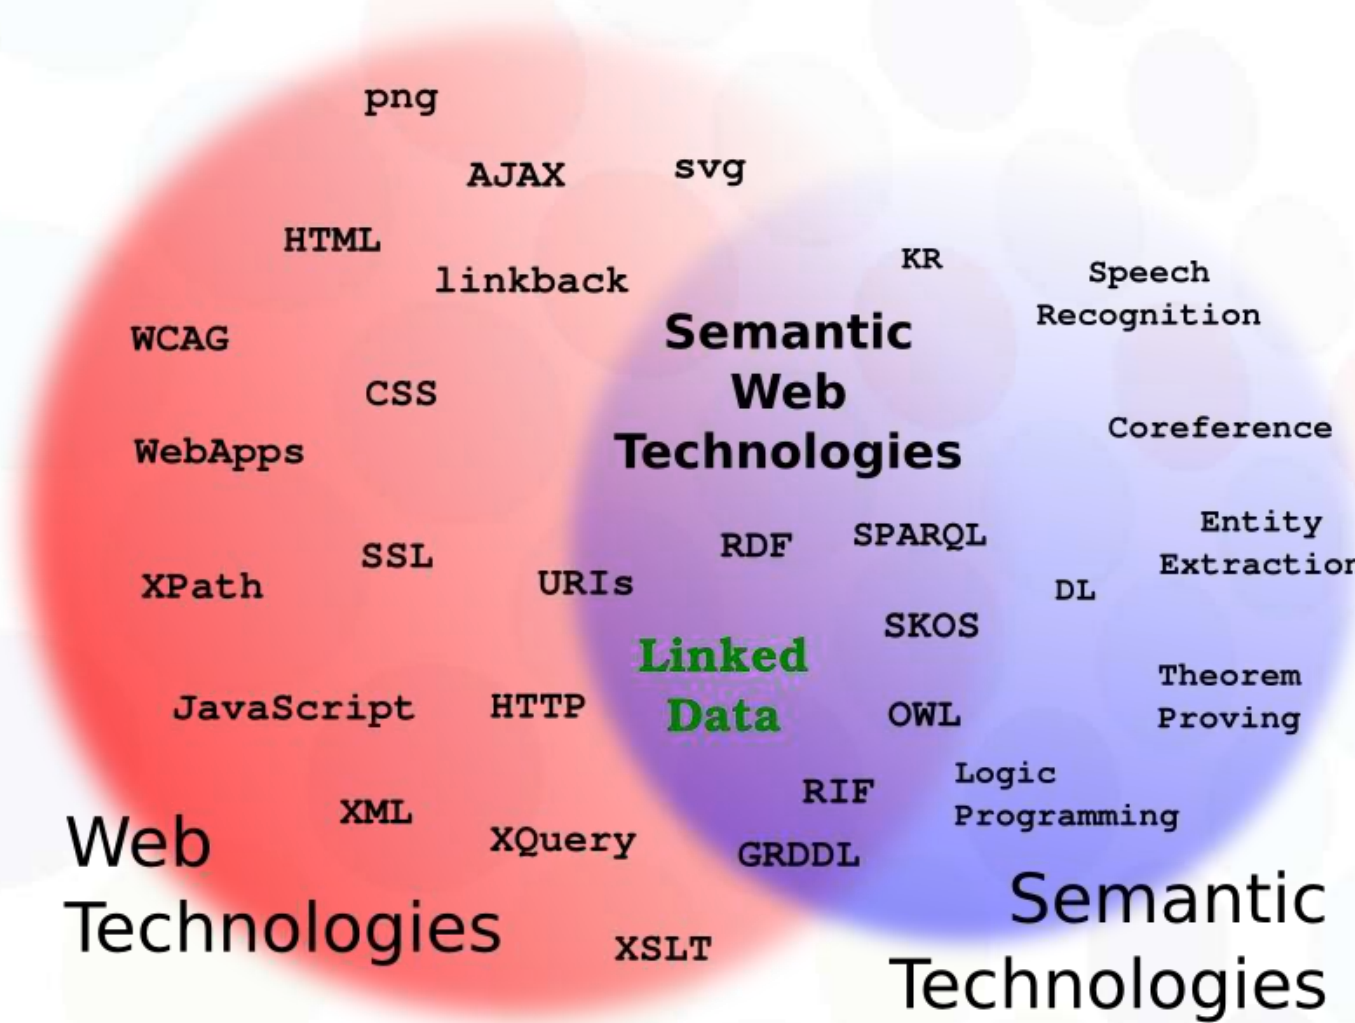 png
AJAX
svg
HTML
linkback
KR
Speech
Recognition
WCAG
Semantic
Web
Technologies
CSS
Coreference
WebApps
RDF
SPARQL
Entity
Extraction
SSL
URIs
XPath
DL
SKOS
Linked
Data
Theorem
Proving
JavaScript
HTTP
OWL
Logic
Programming
RIF
XML
XQuery
GRDDL
Web
Technologies
XSLT
Semantic
Technologies